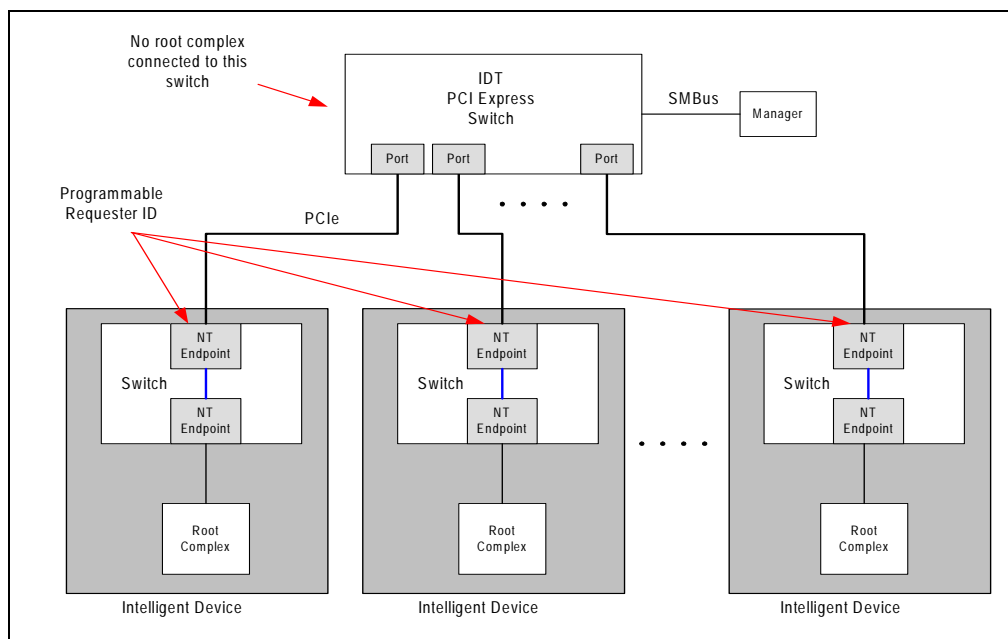 No root complex
connected to this
switch
IDT
PCI Express
Switch
SMBus
Manager
Port
Port
Port
Programmable
Requester ID
PCIe
NT
Endpoint
Switch
NT
Endpoint
Root
Complex
Intelligent Device
NT
Endpoint
Switch
NT
Endpoint
Root
Complex
Intelligent Device
NT
Endpoint
Switch
NT
Endpoint
Root
Complex
Intelligent Device